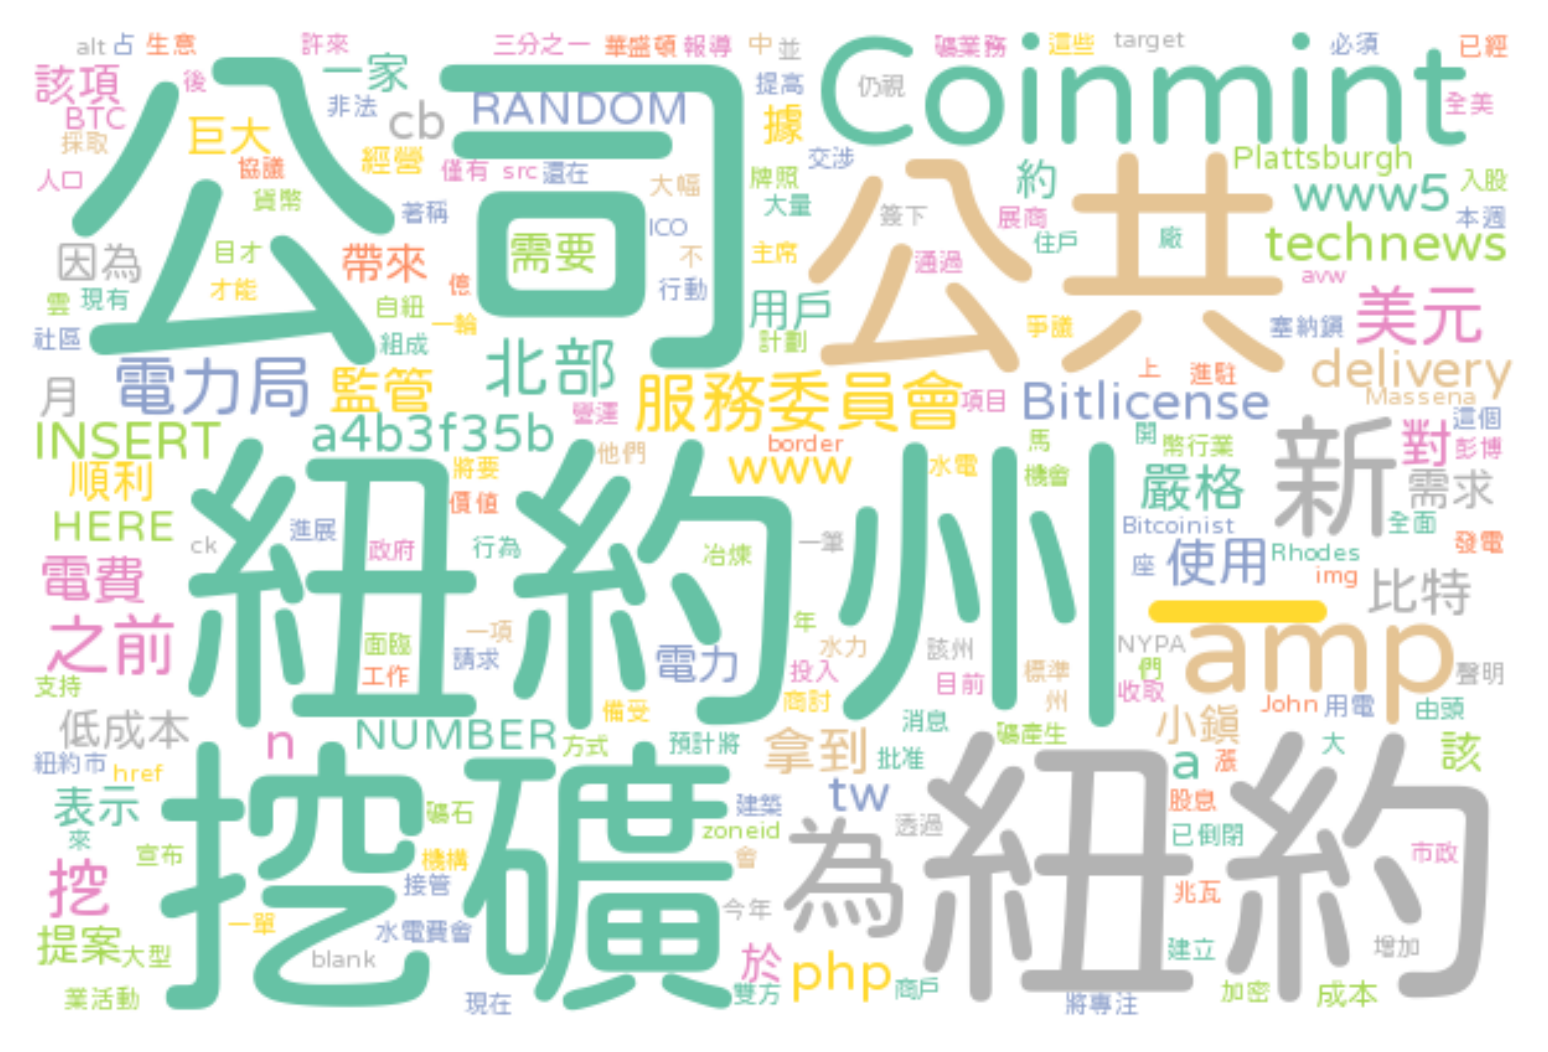 alt 占 生意 許來 三分之一 華盛頓 報導 中 並 礦業務 這些 target 必須 已經
公司 Coinmint
該項 後 一家 非法 cb RANDOM 提高 仍視 全美
BTC 巨大 據
採取 協議 經營 僅有 src 還在 大幅 牌照 交涉 約 Plattsburgh
人口 貨幣 著稱 ICO 大量 簽下 展商 www5 入股
公共 住戶 廠 本週
因為 目才 帶來 需要 不 主席 通過 technews
雲 現有 才能 億 自紐 行動 用戶 avw 美元
社區 組成 一輪 計劃 爭議 塞納鎮
月 電力局 監管 北部 服務委員會 項目 上 進駐 delivery
Massena
營運 Bitlicense 這個
INSERT a4b3f35b 他們 border 馬 開 幣行業 新 對 彭博
順利 將要 www 水電 機會 嚴格 需求
紐約州
HERE 進展 價值 Bitcoinist 全面
ck 政府 行為 冶煉 一筆 座 使用 Rhodes 發電
電費 img 比特
之前 面臨 一項 年 一 amp
工作 請求 電力 水力 該州 NYPA 聲明
支持 投入 目前 標準 們 收取
低成本 備受 商討 州 John 用電 由頭
n NUMBER 方式 預計將 消息 礦產生 小鎮
紐約市 href 拿到 批准 a 漲 大 該
挖礦 為 紐約
表示 礦石 建築 tw 股息
來 宣布 zoneid 透過 已倒閉 市政
挖 機構 會
接管 今年 兆瓦
提案 大型 一單 水電費會 建立 增加
blank 於 php
業活動 現在 雙方 商戶 將專注 加密 成本